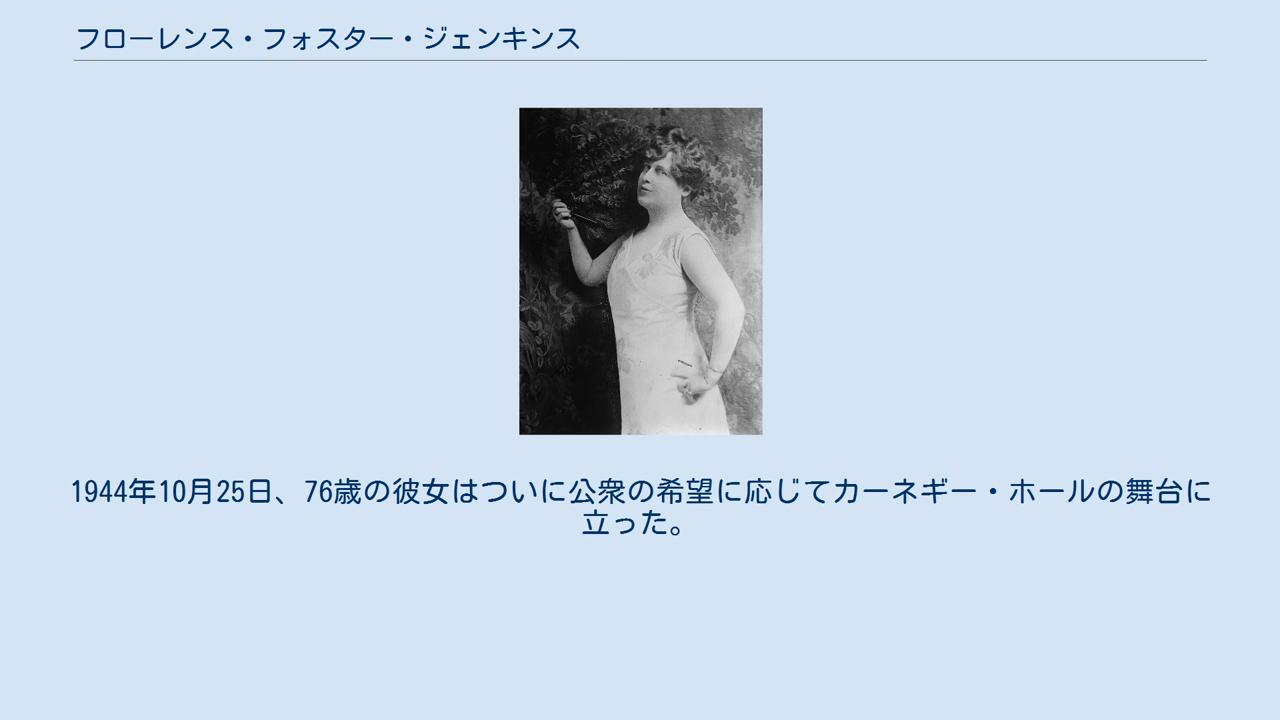 フローレンス・フォスター・ジェンキンス
1944年10月25日、76歳の彼女はついに公衆の希望に応じてカーネギー・ホールの舞台に
立った。